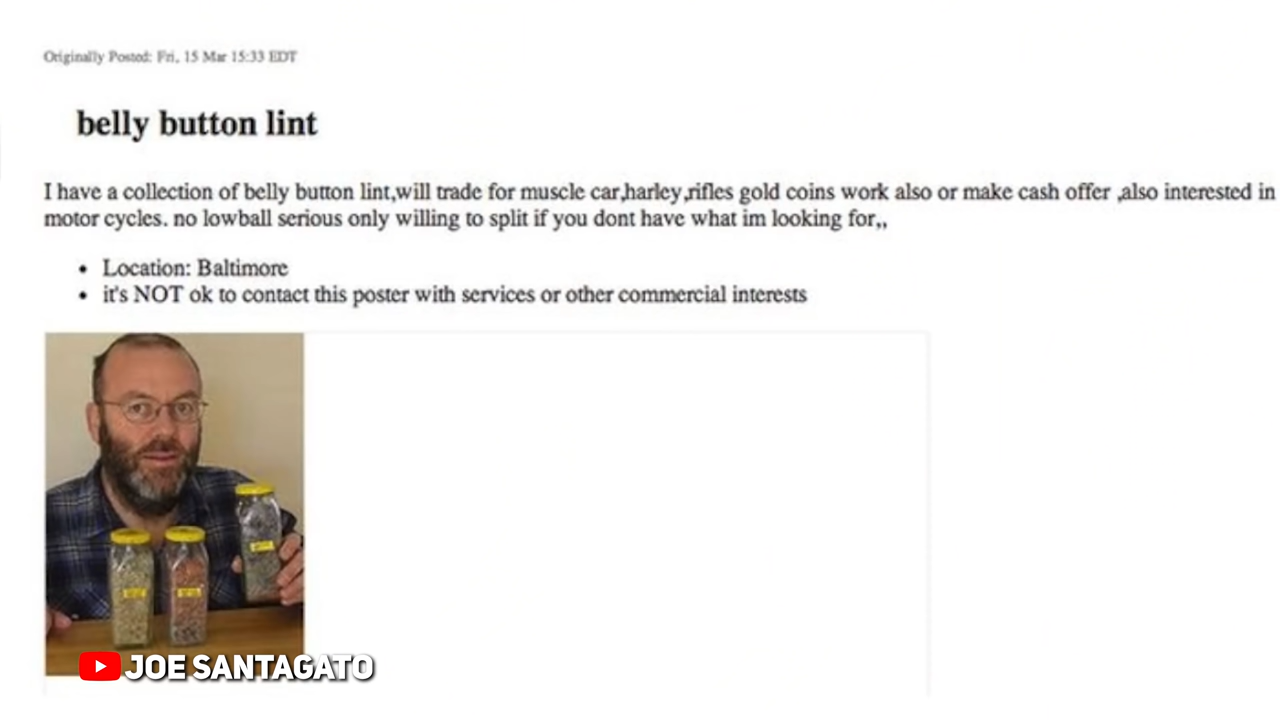 Originally Posted: Fri, 15 Mar 15:33 EDT
belly button lint
I have a collection of belly button lint,will trade for muscle car,harley,rifles gold coins work also or make cash offer ,also interested in
motor cycles. no lowball serious only willing to split if you dont have what im looking for,,
• Location: Baltimore
• it's NOT ok to contact this poster with services or other commercial interests
JOE SANTAGATO